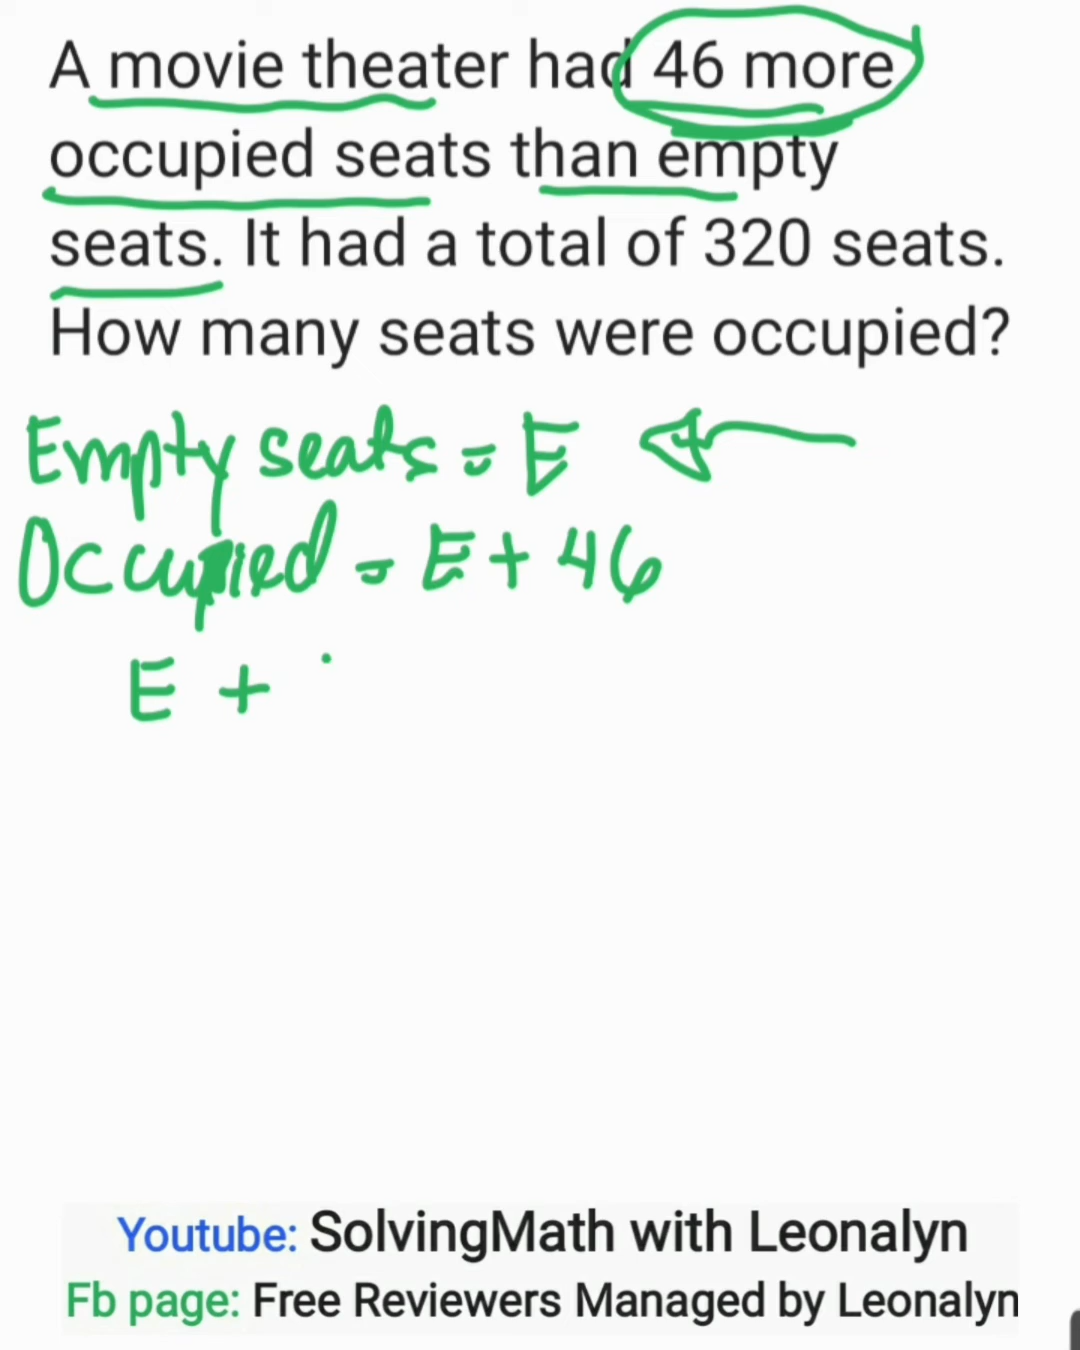 A movie theater had 46 more
occupied seats than empty
seats. It had a total of 320 seats.
How many seats were occupied?
Empty seats = E
Occupied = E + 46
E +
Youtube: SolvingMath with Leonalyn
Fb page: Free Reviewers Managed by Leonalyn